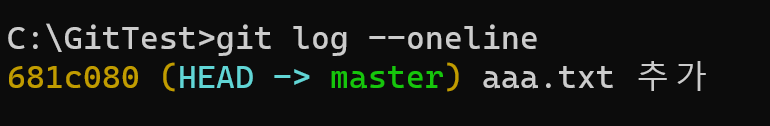 C:\GitTest>git log --oneline
681c080 (HEAD -> master) aaa.txt 추가